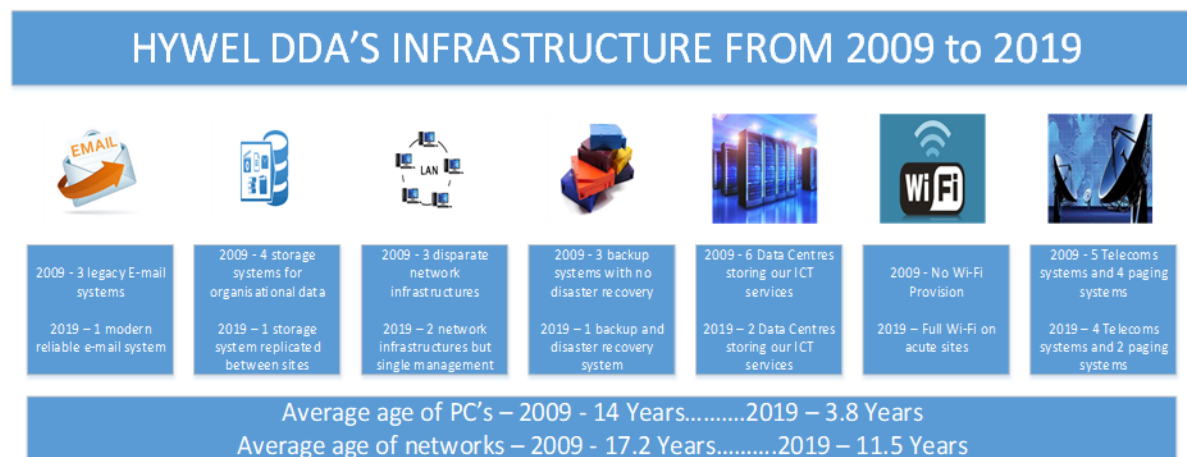 HYWEL DDA'S INFRASTRUCTURE FROM 2009 to 2019
EMAIL
LAN
Wi Fi
2009 - 3 legacy E-mail
systems
2019 – 1 modern
reliable e-mail system
2009 - 4 storage
systems for
organisational data
2019 – 1 storage
system replicated
between sites
2009 - 3 disparate
network
infrastructures
2019 – 2 network
infrastructures but
single management
2009 - 3 backup
systems with no
disaster recovery
2019 – 1 backup and
disaster recovery
system
2009 - 6 Data Centres
storing our ICT
services
2019 – 2 Data Centres
storing our ICT
services
2009 - No Wi-Fi
Provision
2019 – Full Wi-Fi on
acute sites
2009 - 5 Telecoms
systems and 4 paging
systems
2019 – 4 Telecoms
systems and 2 paging
systems
Average age of PC's – 2009 - 14 Years..........2019 – 3.8 Years
Average age of networks – 2009 - 17.2 Years..........2019 – 11.5 Years